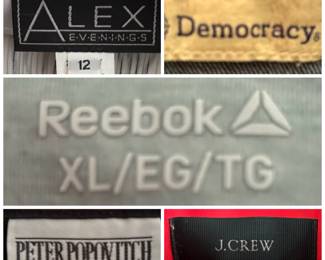 ALEX
EVENINGS
12
Democracy
Reebok
XL/EG/TG
PETER POPOVITCH
J.CREW